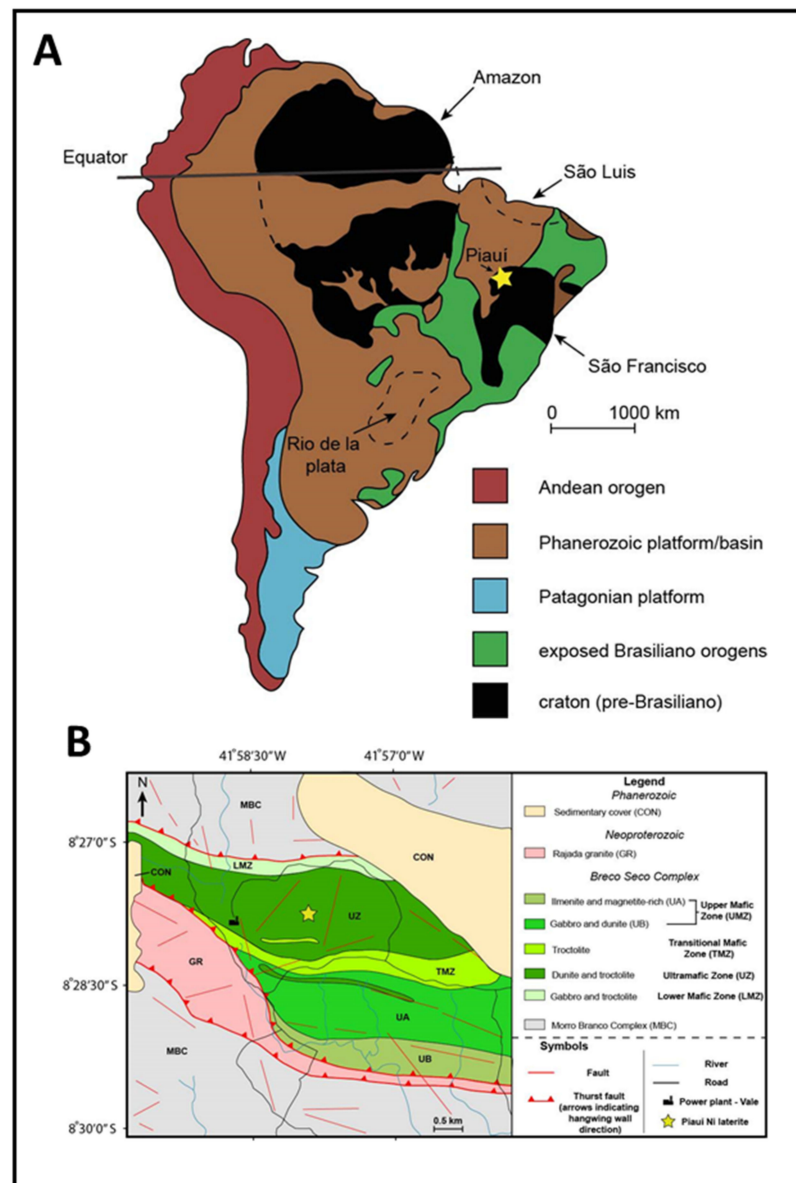 A
Amazon
Equator
São Luis
Piauí
São Francisco
0 1000 km
Rio de la
plata
Andean orogen
Phanerozoic platform/basin
Patagonian platform
exposed Brasiliano orogens
craton (pre-Brasiliano)
B
41°58'30"W 41°57'0"W
N
8°27'0"S
8°28'30"S
8°30'0"S
MBC
CON
LMZ
CON
UZ
GR
TMZ
UA
MBC
UB
0.5 km
Legend
Phanerozoic
Sedimentary cover (CON)
Neoproterozoic
Rajada granite (GR)
Breco Seco Complex
Ilmenite and magnetite-rich (UA)
Upper Mafic
Zone (UMZ)
Gabbro and dunite (UB)
Troctolite
Transitional Mafic
Zone (TMZ)
Dunite and troctolite
Ultramafic Zone (UZ)
Gabbro and troctolite
Lower Mafic Zone (LMZ)
Morro Branco Complex (MBC)
Symbols
Fault
Thurst fault
(arrows indicating
hangwing wall
direction)
River
Road
Power plant - Vale
Piaui Ni laterite